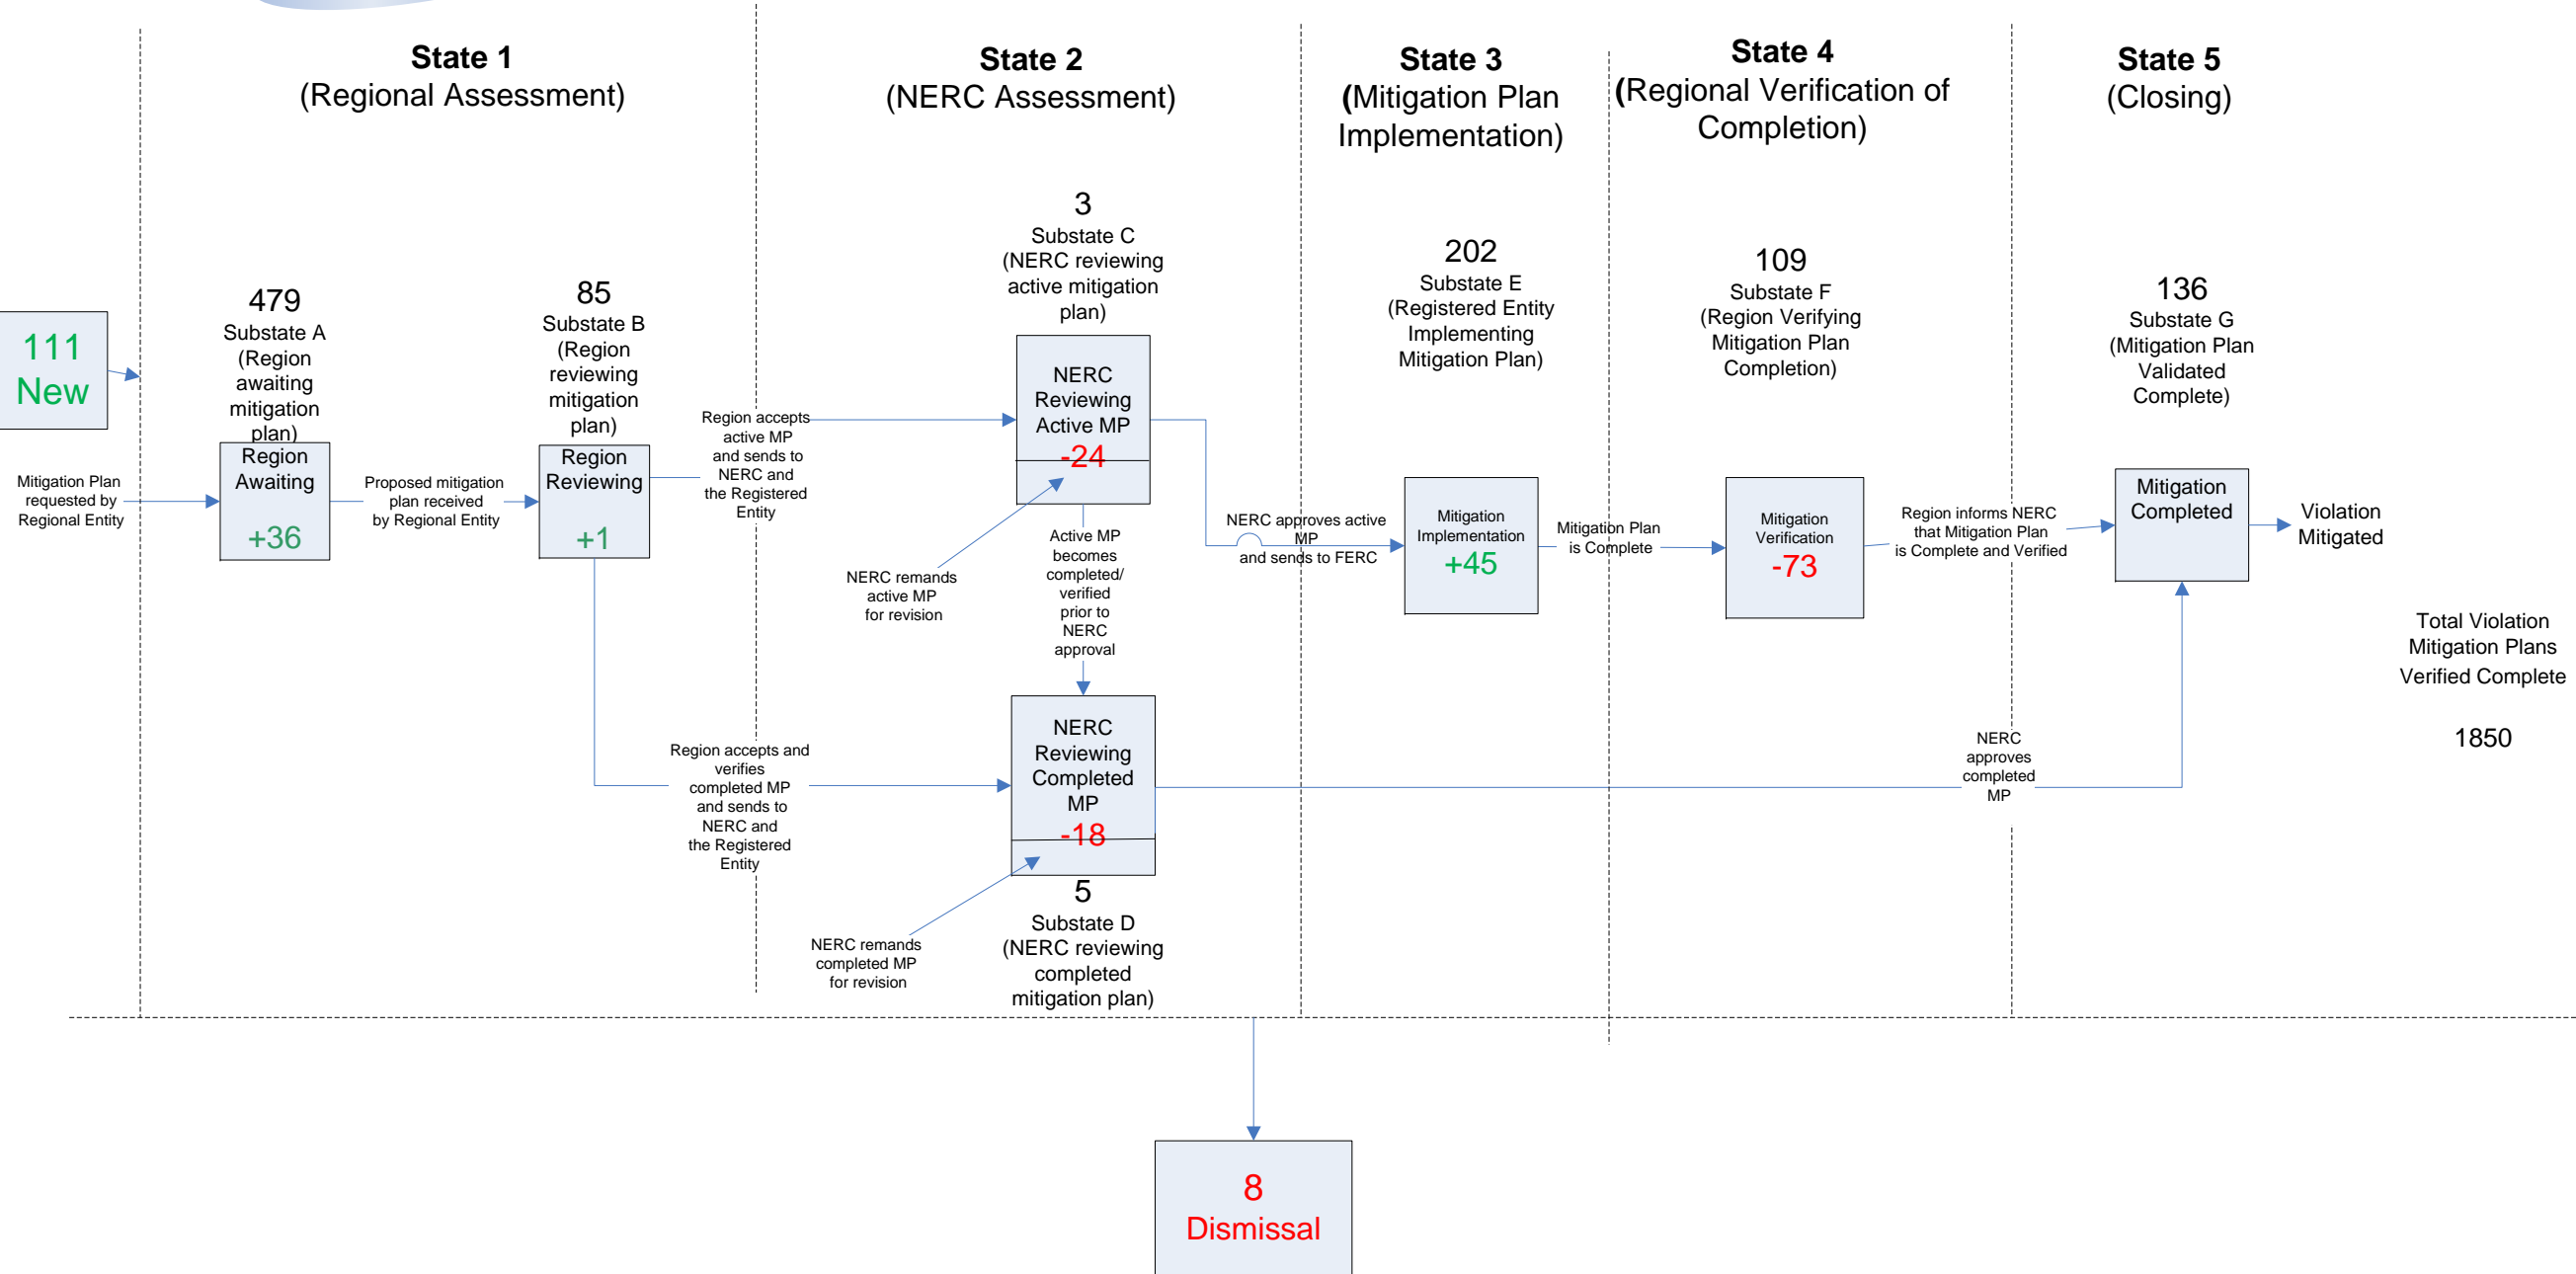 State 1
(Regional Assessment)
State 2
(NERC Assessment)
State 3
(Mitigation Plan
Implementation)
State 4
(Regional Verification of
Completion)
State 5
(Closing)
111
New
Mitigation Plan
requested by
Regional Entity
479
Substate A
(Region
awaiting
mitigation
plan)
Region
Awaiting
+36
Proposed mitigation
plan received
by Regional Entity
85
Substate B
(Region
reviewing
mitigation
plan)
Region
Reviewing
+1
Region accepts
active MP
and sends to
NERC and
the Registered
Entity
Region accepts and
verifies
completed MP
and sends to
NERC and
the Registered
Entity
3
Substate C
(NERC reviewing
active mitigation
plan)
NERC
Reviewing
Active MP
-24
NERC remands
active MP
for revision
Active MP
becomes
completed/
verified
prior to
NERC
approval
NERC
Reviewing
Completed
MP
-18
5
Substate D
(NERC reviewing
completed
mitigation plan)
NERC remands
completed MP
for revision
NERC approves active
MP
and sends to FERC
202
Substate E
(Registered Entity
Implementing
Mitigation Plan)
Mitigation
Implementation
+45
Mitigation Plan
is Complete
109
Substate F
(Region Verifying
Mitigation Plan
Completion)
Mitigation
Verification
-73
Region informs NERC
that Mitigation Plan
is Complete and Verified
NERC
approves
completed
MP
136
Substate G
(Mitigation Plan
Validated
Complete)
Mitigation
Completed
Violation
Mitigated
Total Violation
Mitigation Plans
Verified Complete
1850
8
Dismissal